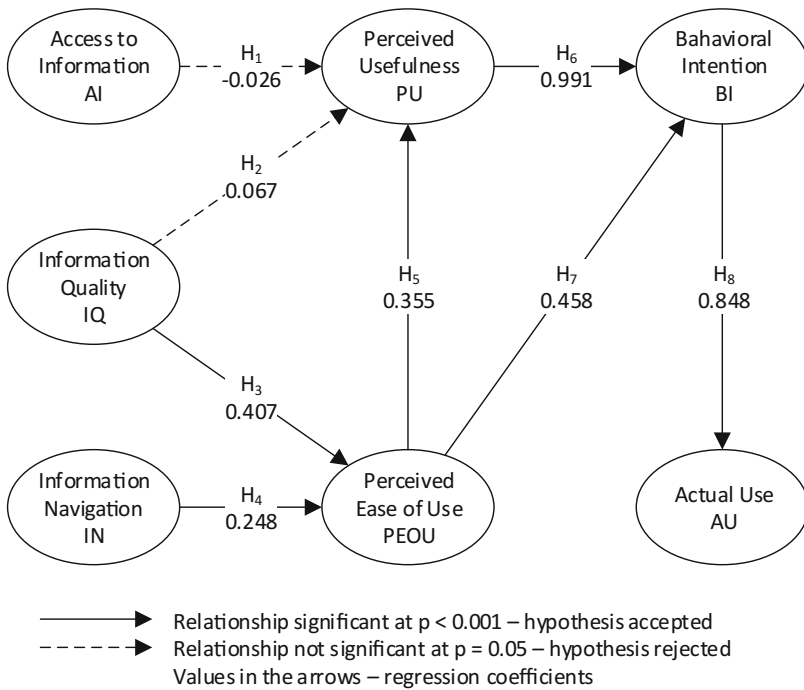 Access to
Information
AI
H₁
-0.026
Perceived
Usefulness
PU
H₆
0.991
Bahavioral
Intention
BI
H₂
0.067
Information
Quality
IQ
H₅
0.355
H₇
0.458
H₈
0.848
H₃
0.407
Information
Navigation
IN
H₄
0.248
Perceived
Ease of Use
PEOU
Actual Use
AU
Relationship significant at p < 0.001 – hypothesis accepted
Relationship not significant at p = 0.05 – hypothesis rejected
Values in the arrows – regression coefficients